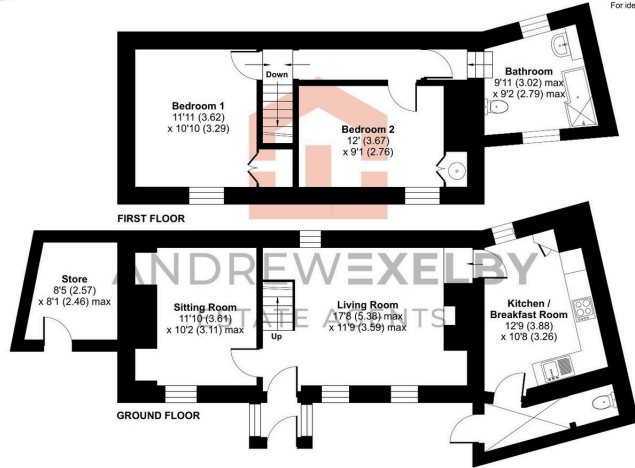 For ide
Down
Bedroom 1
11'11 (3.62)
x 10'10 (3.29)
Bedroom 2
12' (3.67)
x 9'1 (2.76)
Bathroom
9'11 (3.02) max
x 9'2 (2.79) max
FIRST FLOOR
ANDREW EXELBY
ESTATE AGENTS
Store
8'5 (2.57)
x 8'1 (2.46) max
Sitting Room
11'10 (3.61)
x 10'2 (3.11) max
Up
Living Room
17'8 (5.38) max
x 11'9 (3.59) max
Kitchen /
Breakfast Room
12'9 (3.88)
x 10'8 (3.26)
GROUND FLOOR